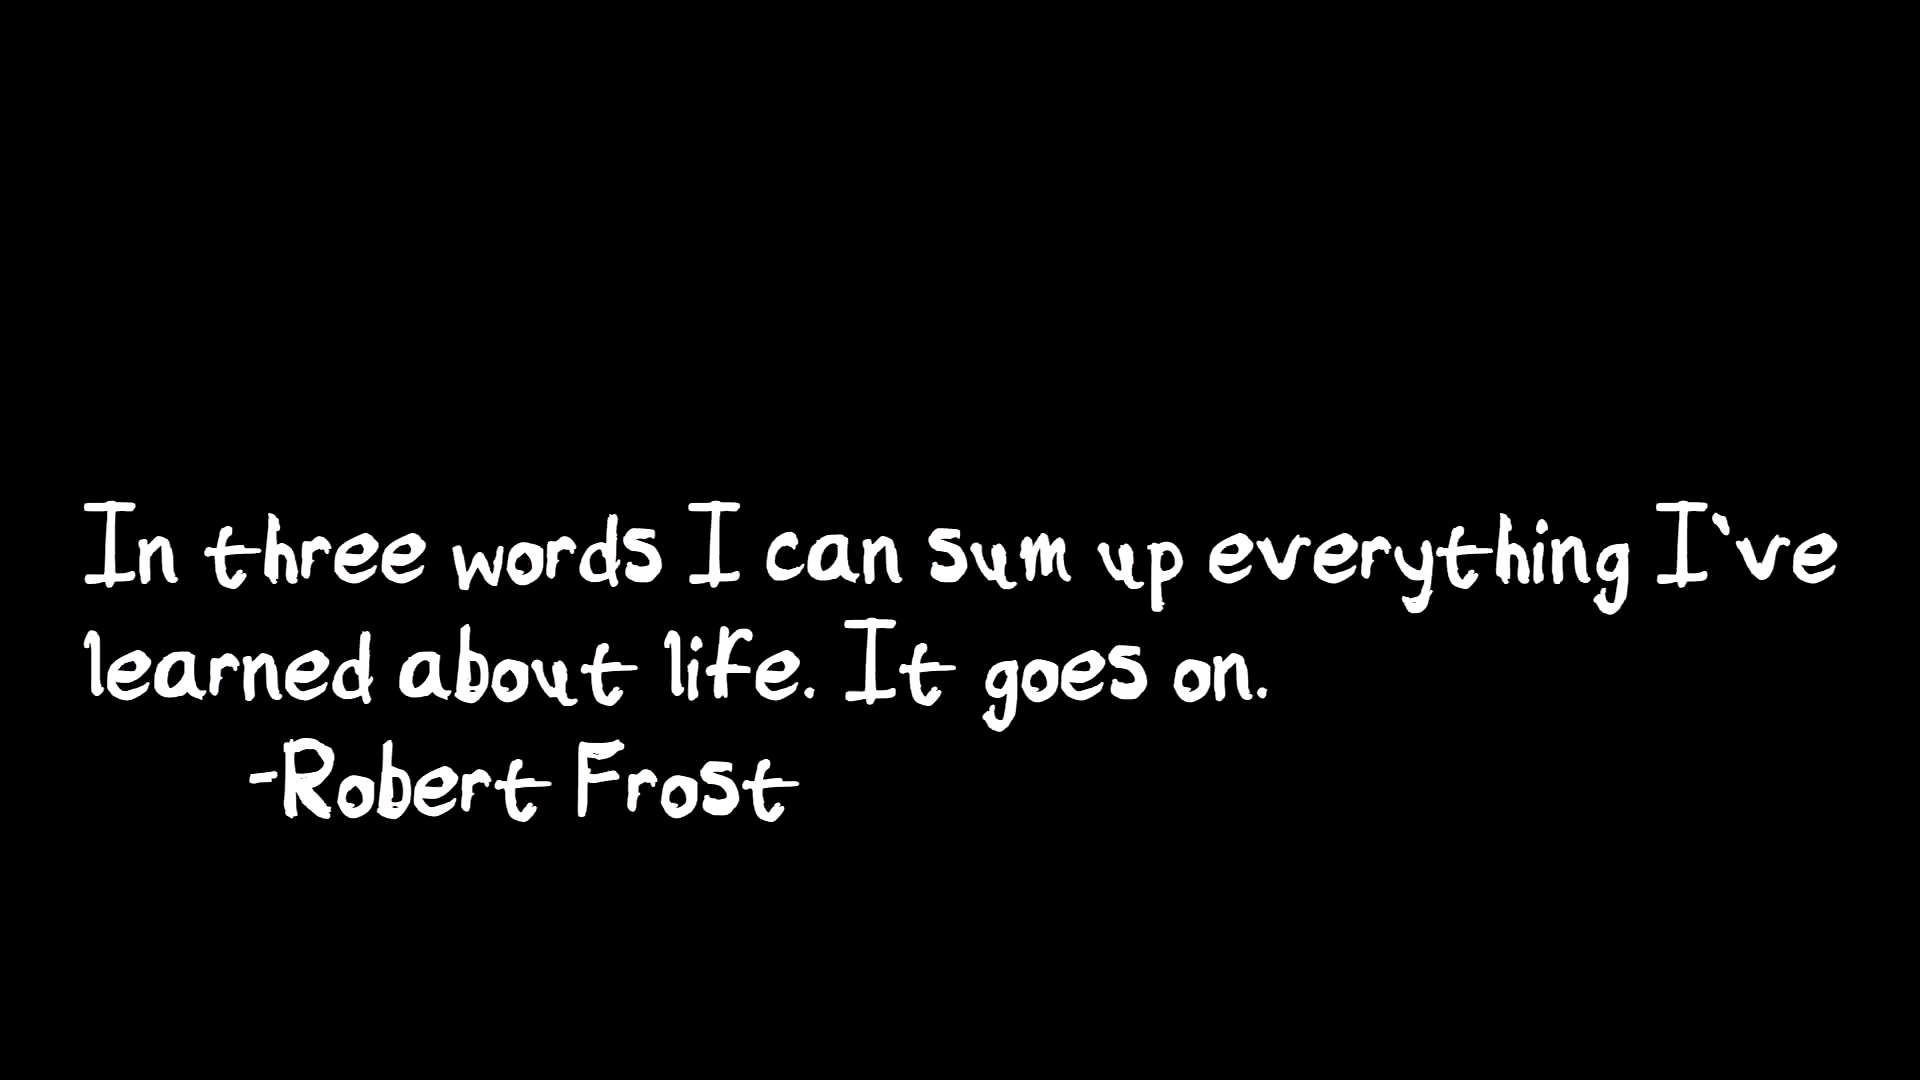 In three words I can sum up everything I`ve
learned about life. It goes on.
-Robert Frost